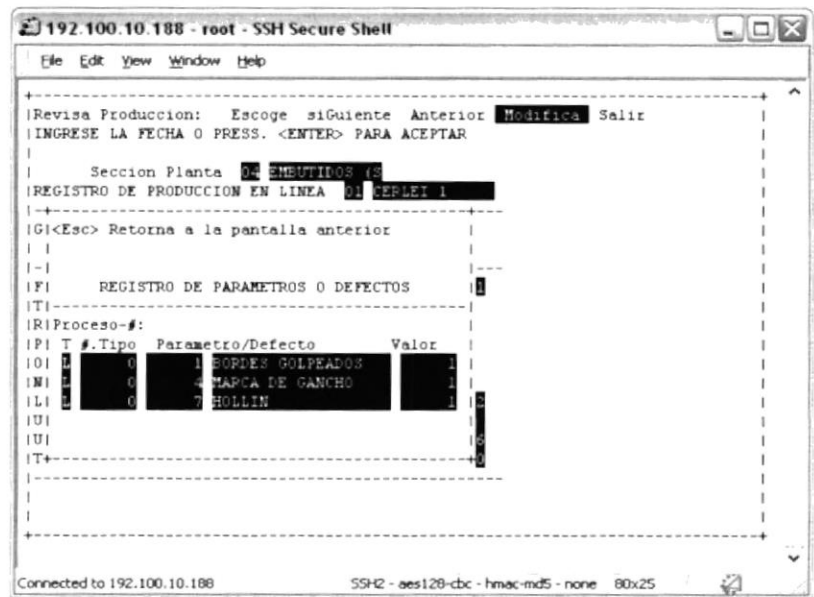 192.100.10.188 - root - SSH Secure Shell
File Edit View Window Help
Revisa Produccion: Escoge siGuiente Anterior Modifica Salir
INGRESE LA FECHA O PRESS. <ENTER> PARA ACEPTAR
Seccion Planta 04 EMBUTIDOS (S
REGISTRO DE PRODUCCION EN LINEA 01 CERLEI 1
G <Esc> Retorna a la pantalla anterior
F REGISTRO DE PARAMETROS O DEFECTOS 1
T
R Proceso-#:
P T #.Tipo Parametro/Defecto Valor
O L 0 1 BORDES GOLPEADOS 1
N L 0 4 MARCA DE GANCHO 1
L L 0 7 HOLLIN 1 2
U
U 6
T 0
Connected to 192.100.10.188 SSH2 - aes128-cbc - hmac-md5 - none 80x25